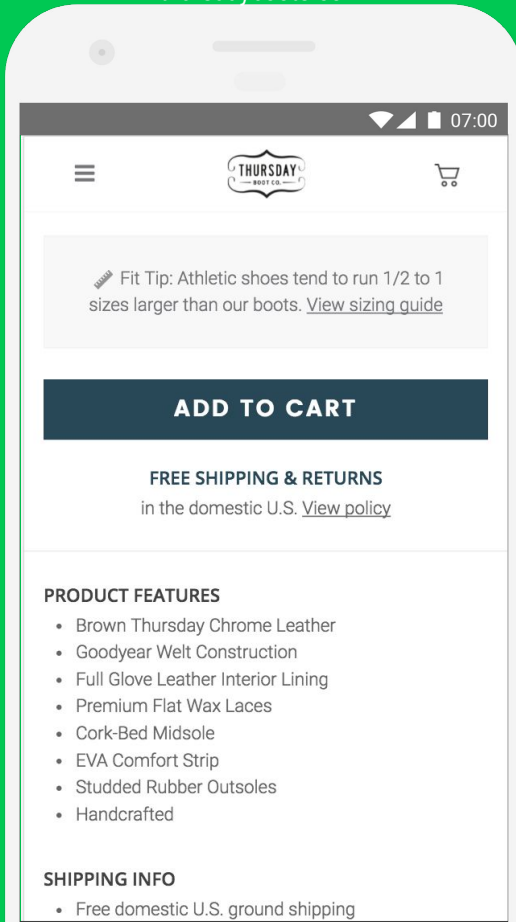 07:00
THURSDAY
BOOT CO.
Fit Tip: Athletic shoes tend to run 1/2 to 1
sizes larger than our boots. View sizing guide
ADD TO CART
FREE SHIPPING & RETURNS
in the domestic U.S. View policy
PRODUCT FEATURES
• Brown Thursday Chrome Leather
• Goodyear Welt Construction
• Full Glove Leather Interior Lining
• Premium Flat Wax Laces
• Cork-Bed Midsole
• EVA Comfort Strip
• Studded Rubber Outsoles
• Handcrafted
SHIPPING INFO
• Free domestic U.S. ground shipping